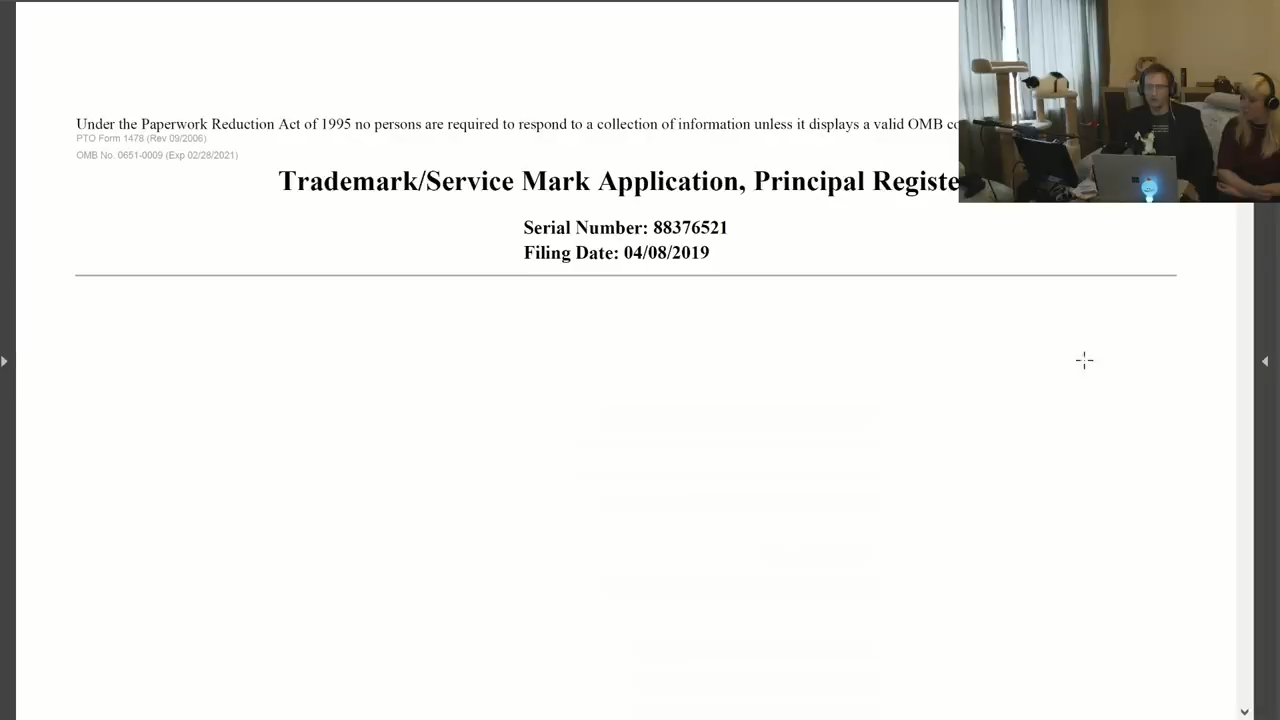 Under the Paperwork Reduction Act of 1995 no persons are required to respond to a collection of information unless it displays a valid OMB co
PTO Form 1478 (Rev 09/2006)
OMB No. 0651-0009 (Exp 02/28/2021)
Trademark/Service Mark Application, Principal Registe
Serial Number: 88376521
Filing Date: 04/08/2019